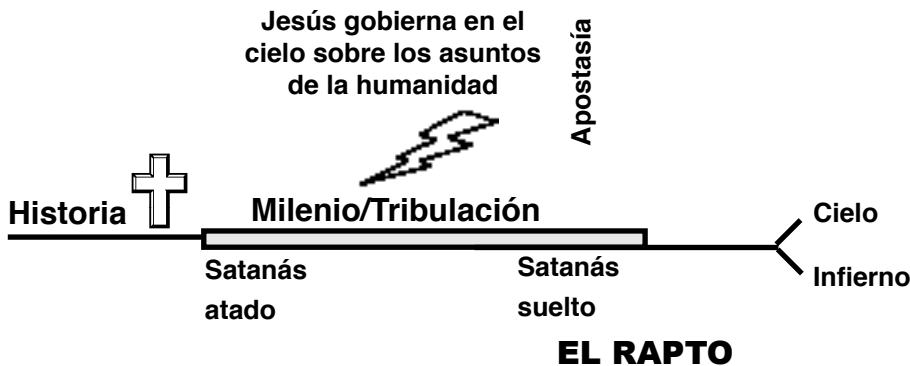 Jesús gobierna en el
cielo sobre los asuntos
de la humanidad
Apostasía
Historia
Milenio/Tribulación
Cielo
Infierno
Satanás
atado
Satanás
suelto
EL RAPTO